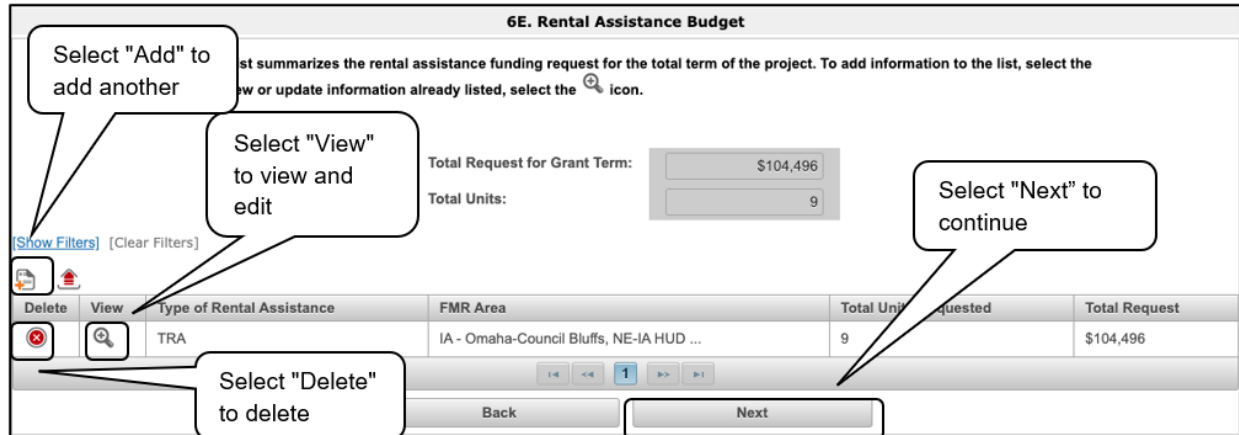 6E. Rental Assistance Budget
Select "Add" to
add another
st summarizes the rental assistance funding request for the total term of the project. To add information to the list, select the
ew or update information already listed, select the icon.
Select "View"
to view and
edit
Total Request for Grant Term: $104,496
Total Units: 9
Select "Next” to
continue
[Show Filters] [Clear Filters]
Delete View Type of Rental Assistance FMR Area Total Unit quested Total Request
TRA IA - Omaha-Council Bluffs, NE-IA HUD ... 9 $104,496
1
Select "Delete"
to delete
Back Next